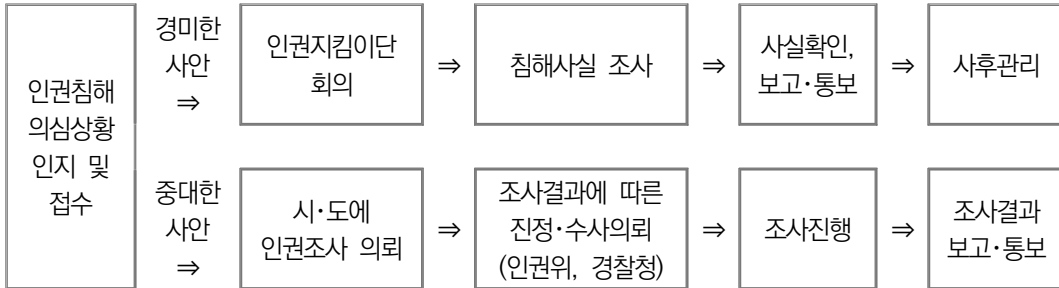 인권침해
의심상황
인지 및
접수
경미한
사안
⇒
인권지킴이단
회의
⇒
침해사실 조사
⇒
사실확인,
보고·통보
⇒
사후관리
중대한
사안
⇒
시·도에
인권조사 의뢰
⇒
조사결과에 따른
진정·수사의뢰
(인권위, 경찰청)
⇒
조사진행
⇒
조사결과
보고·통보